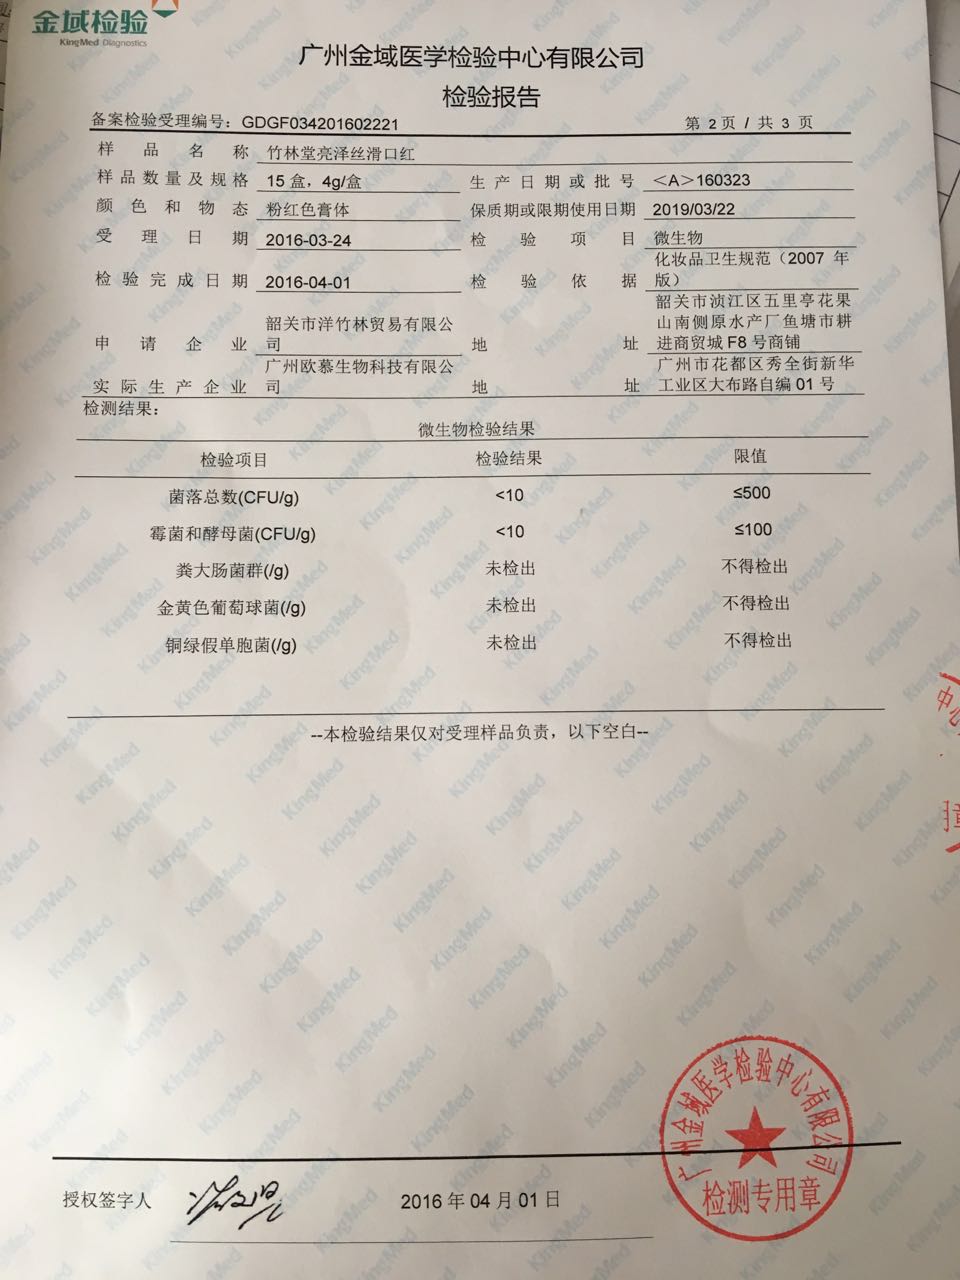 金域检验
KingMed Diagnostics
广州金域医学检验中心有限公司
检验报告
备案检验受理编号：GDGF034201602221 第 2 页 / 共 3 页
样品名称 竹林堂亮泽丝滑口红
样品数量及规格 15 盒，4g/盒 生产日期或批号 <A>160323
颜色和物态 粉红色膏体 保质期或限期使用日期 2019/03/22
受理日期 2016-03-24 检验项目 微生物
检验完成日期 2016-04-01 检验依据 化妆品卫生规范（2007 年
版）
申请企业 韶关市洋竹林贸易有限公
司 地址 韶关市浈江区五里亭花果
山南侧原水产厂鱼塘市耕
进商贸城 F8 号商铺
实际生产企业 广州欧慕生物科技有限公
司 地址 广州市花都区秀全街新华
工业区大布路自编 01 号
检测结果：
微生物检验结果
检验项目 检验结果 限值
菌落总数(CFU/g) <10 ≤500
霉菌和酵母菌(CFU/g) <10 ≤100
粪大肠菌群(/g) 未检出 不得检出
金黄色葡萄球菌(/g) 未检出 不得检出
铜绿假单胞菌(/g) 未检出 不得检出
--本检验结果仅对受理样品负责，以下空白--
广州金域医学检验中心有限公司
检测专用章
授权签字人 2016 年 04 月 01 日